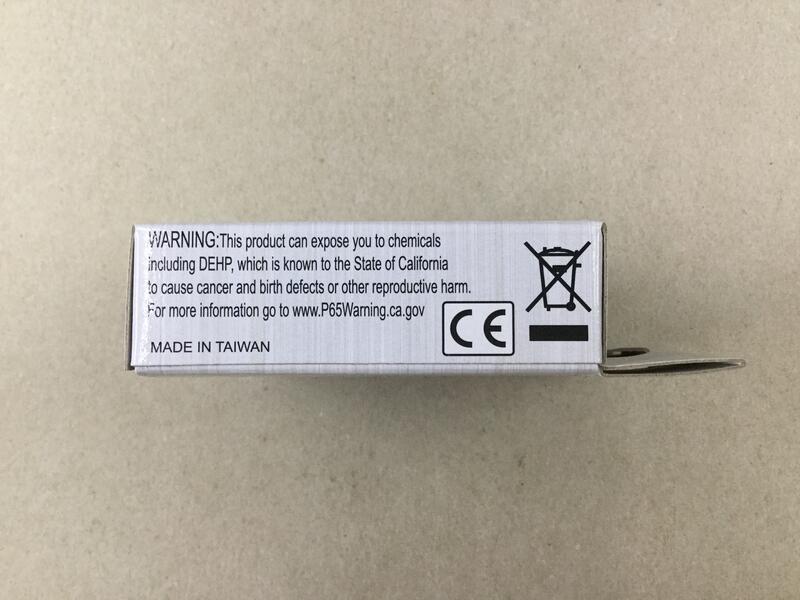 WARNING:This product can expose you to chemicals
including DEHP, which is known to the State of California
to cause cancer and birth defects or other reproductive harm.
For more information go to www.P65Warning.ca.gov
CE
MADE IN TAIWAN